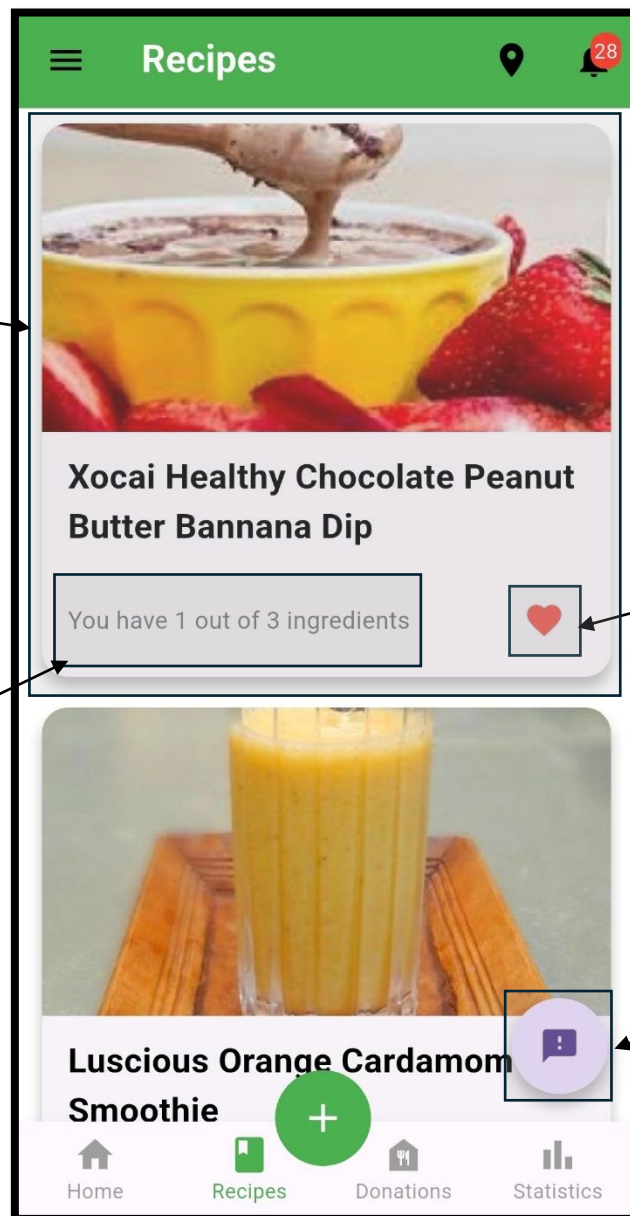 Recipes
28
Xocai Healthy Chocolate Peanut
Butter Bannana Dip
You have 1 out of 3 ingredients
Luscious Orange Cardamom
Smoothie
Home
Recipes
Donations
Statistics